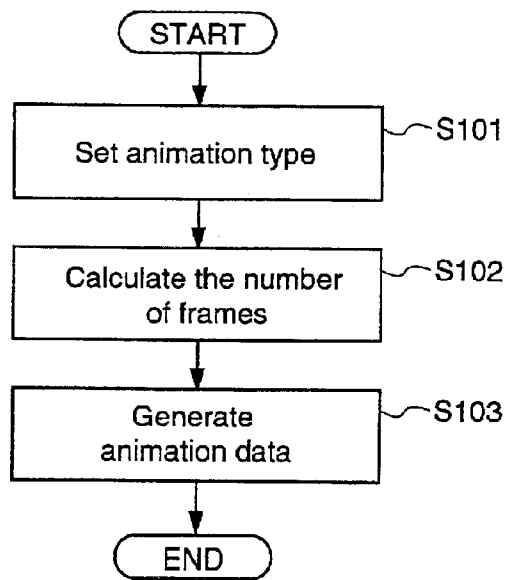 START
Set animation type
S101
Calculate the number
of frames
S102
Generate
animation data
S103
END